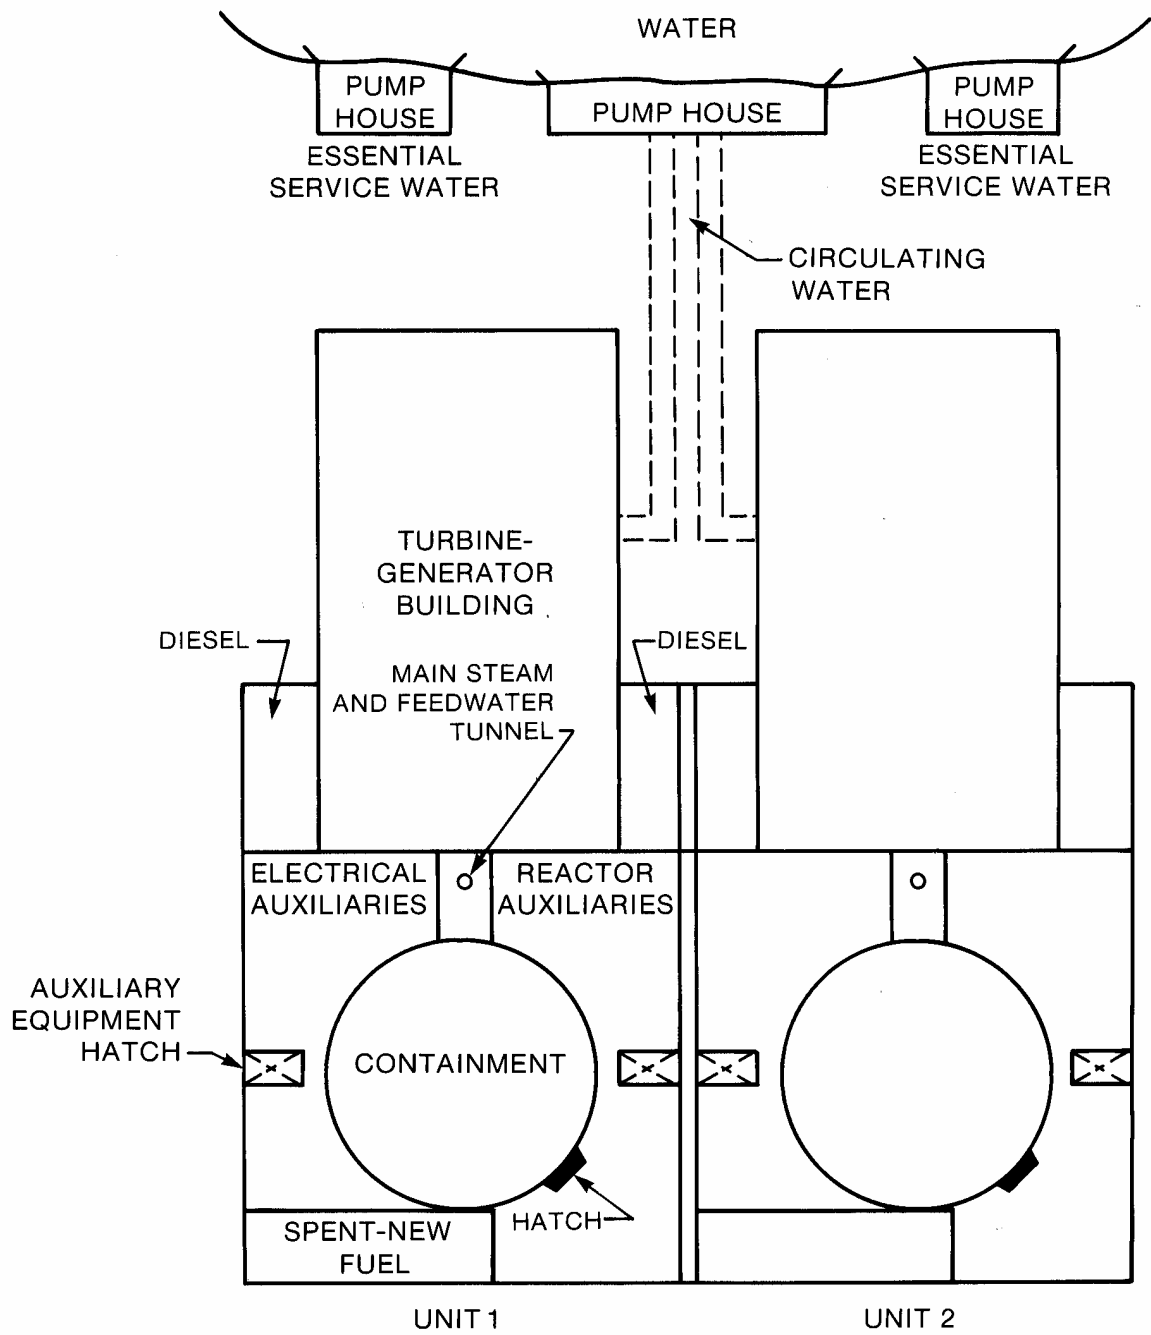 WATER
PUMP
HOUSE
PUMP HOUSE
PUMP
HOUSE
ESSENTIAL
SERVICE WATER
ESSENTIAL
SERVICE WATER
CIRCULATING
WATER
TURBINE-
GENERATOR
BUILDING
DIESEL
DIESEL
MAIN STEAM
AND FEEDWATER
TUNNEL
ELECTRICAL
AUXILIARIES
REACTOR
AUXILIARIES
AUXILIARY
EQUIPMENT
HATCH
CONTAINMENT
HATCH
SPENT-NEW
FUEL
UNIT 1
UNIT 2